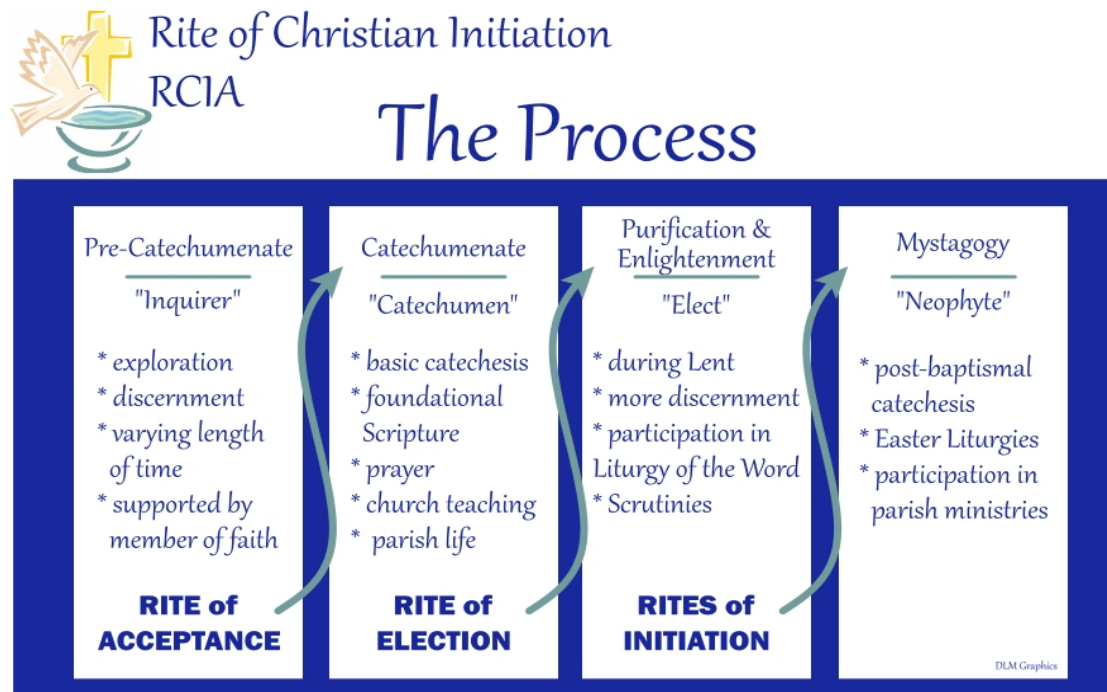 Rite of Christian Initiation
RCIA
The Process
Pre-Catechumenate
"Inquirer"
* exploration
* discernment
* varying length
of time
* supported by
member of faith
RITE of
ACCEPTANCE
Catechumenate
"Catechumen"
* basic catechesis
* foundational
Scripture
* prayer
* church teaching
* parish life
RITE of
ELECTION
Purification &
Enlightenment
"Elect"
* during Lent
* more discernment
* participation in
Liturgy of the Word
* Scrutinies
RITES of
INITIATION
Mystagogy
"Neophyte"
* post-baptismal
catechesis
* Easter Liturgies
* participation in
parish ministries
DLM Graphics